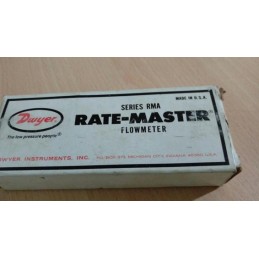 MADE IN U.S.A.
Dwyer
The low pressure people®
SERIES RMA
RATE-MASTER®
FLOWMETER
DWYER INSTRUMENTS, INC.